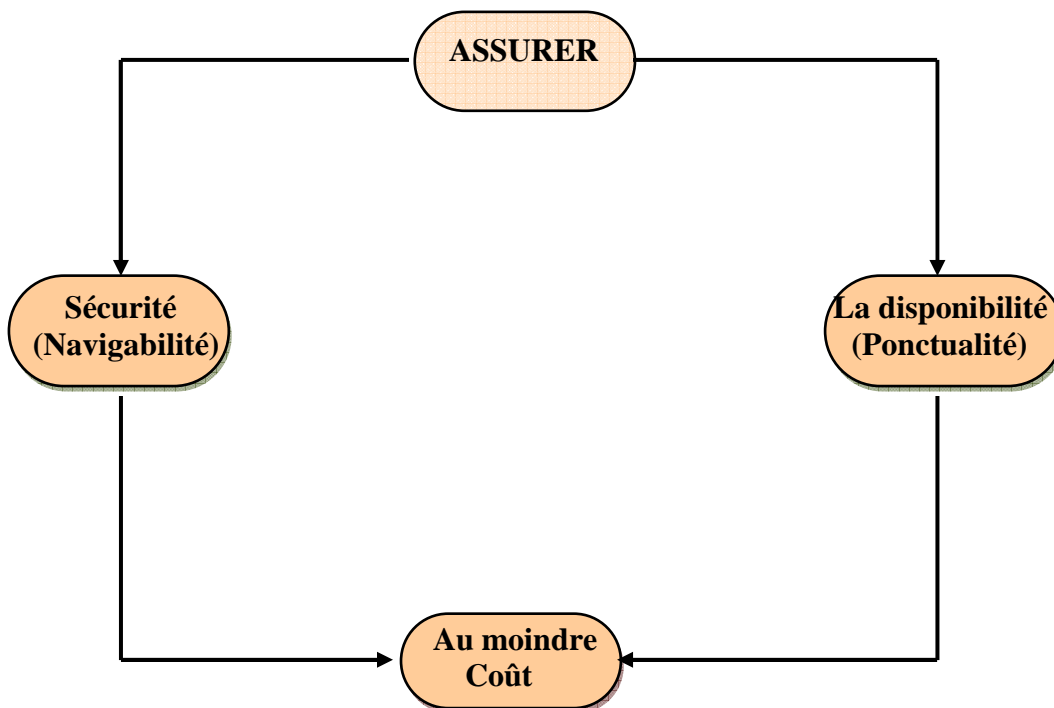 ASSURER
Sécurité
(Navigabilité)
La disponibilité
(Ponctualité)
Au moindre
Coût